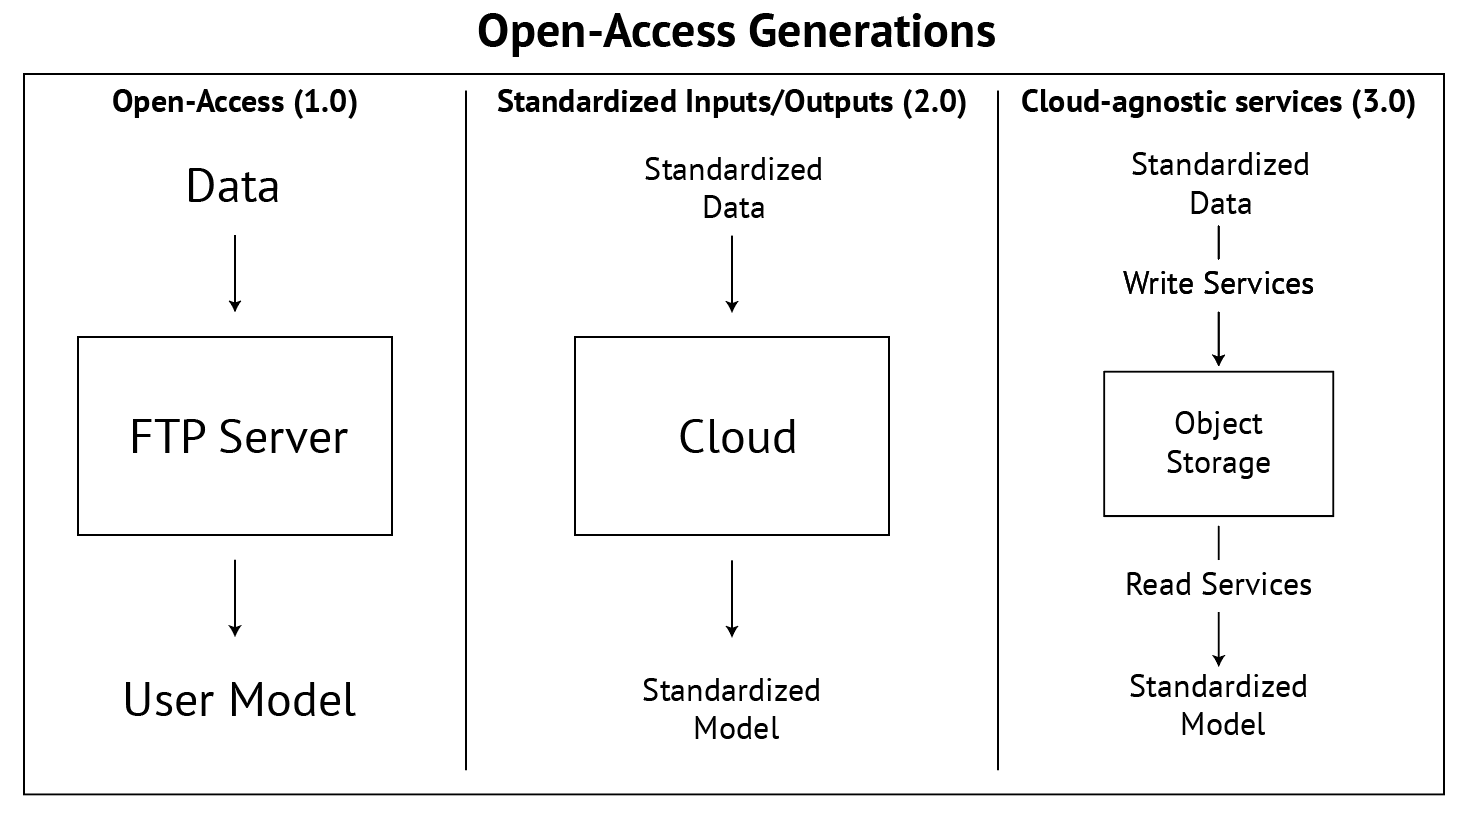 Open-Access Generations
Open-Access (1.0)
Data
FTP Server
User Model
Standardized Inputs/Outputs (2.0)
Standardized
Data
Cloud
Standardized
Model
Cloud-agnostic services (3.0)
Standardized
Data
Write Services
Object
Storage
Read Services
Standardized
Model